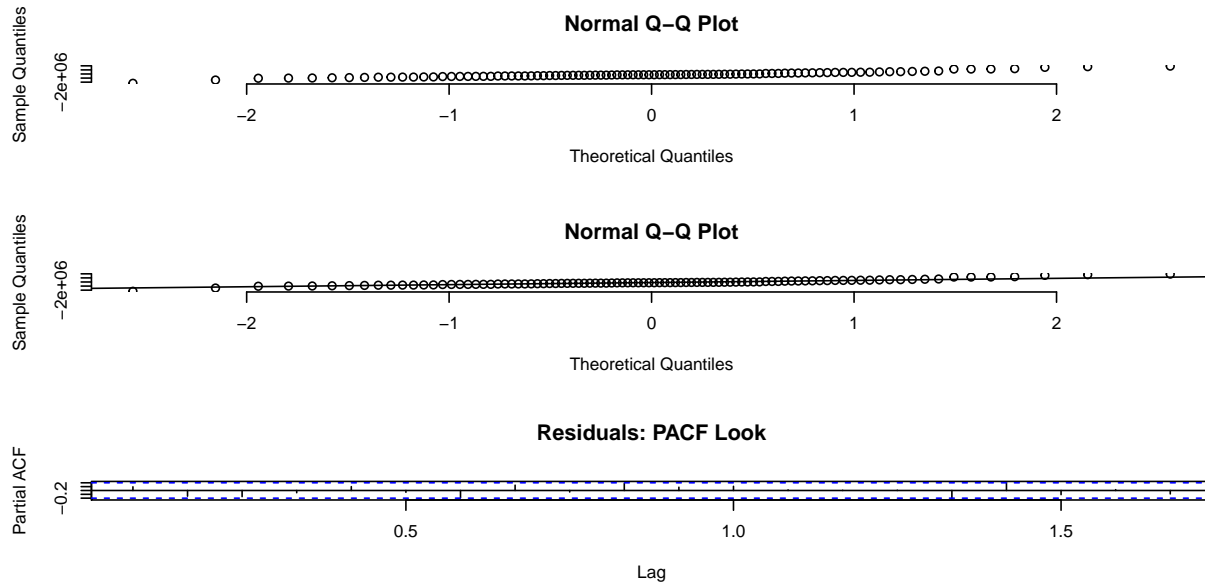 Normal Q−Q Plot
Sample Quantiles
−2e+06
−2 −1 0 1 2
Theoretical Quantiles
Normal Q−Q Plot
Sample Quantiles
−2e+06
−2 −1 0 1 2
Theoretical Quantiles
Residuals: PACF Look
Partial ACF
−0.2
0.5 1.0 1.5
Lag